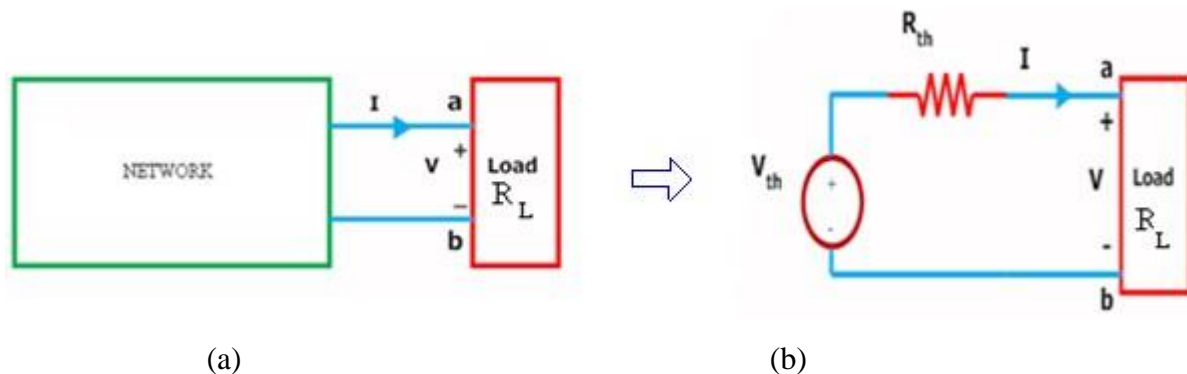 NETWORK
I
a
+
V
−
b
Load
R_L
R_th
I
a
+
V
-
b
V_th
+
-
Load
R_L
(a)
(b)